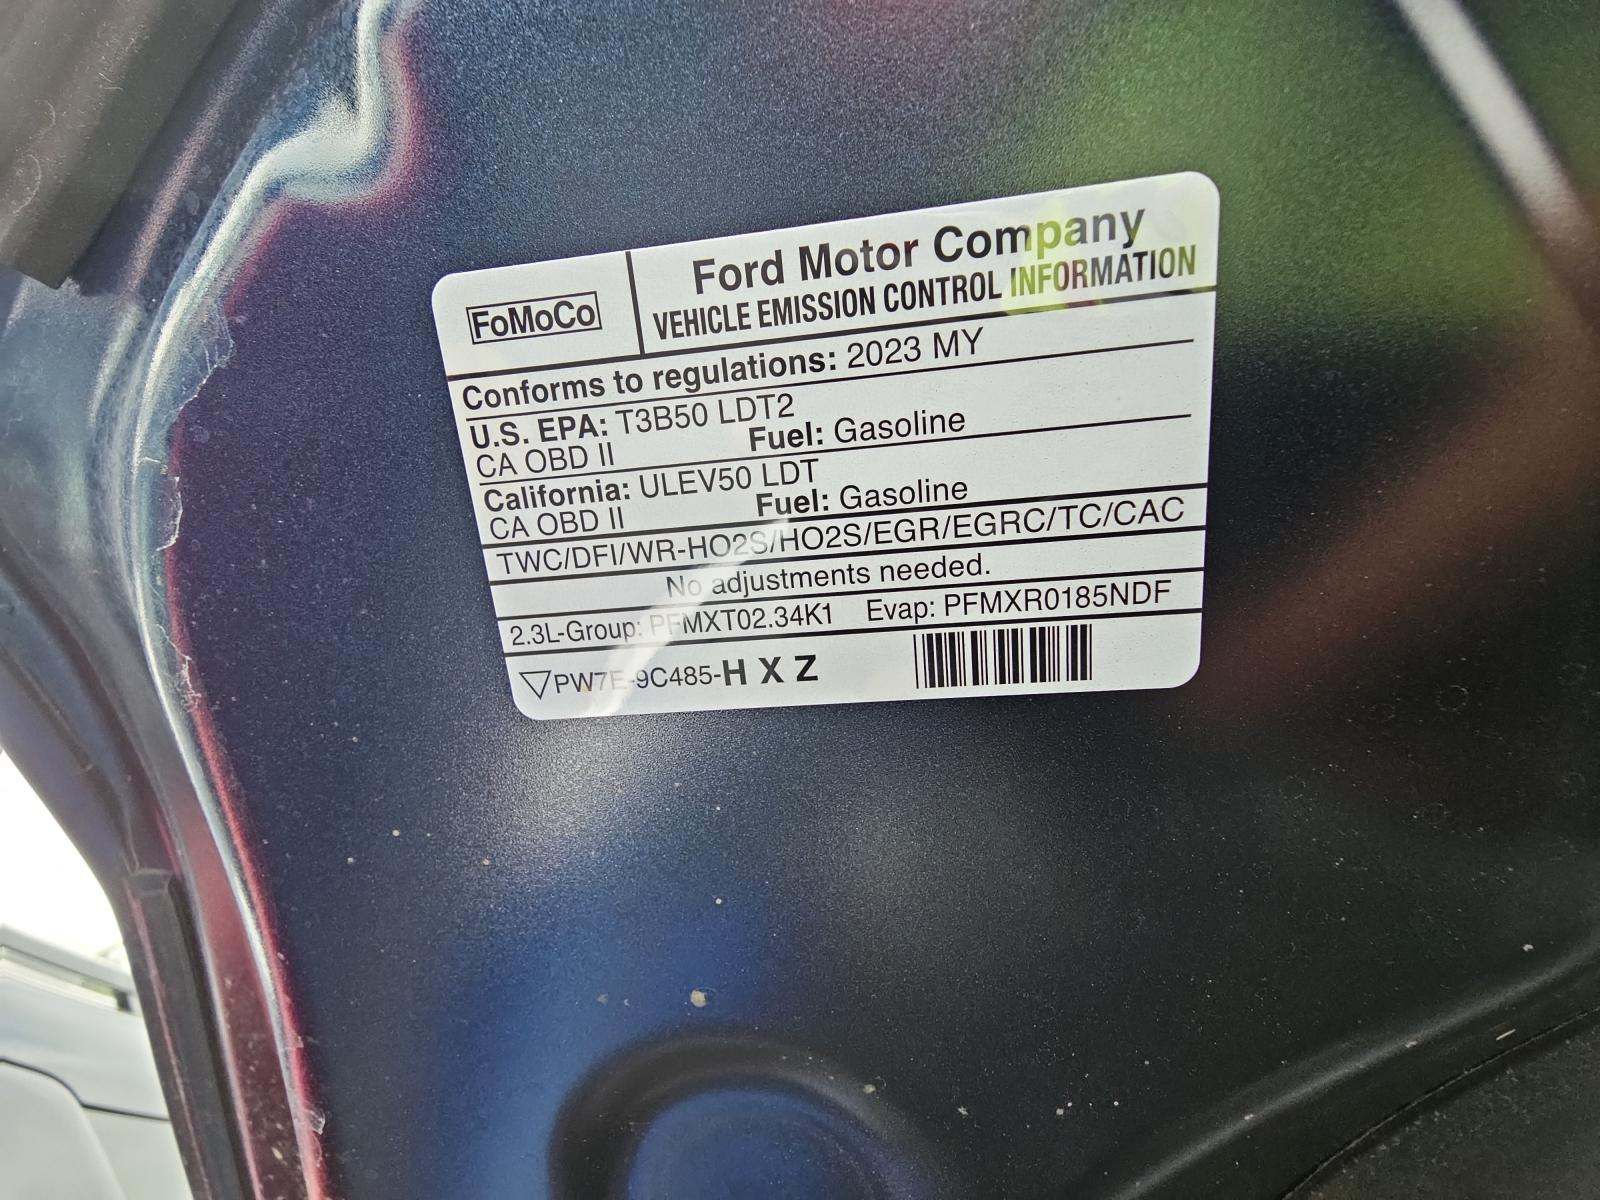 FoMoCo
Ford Motor Company
VEHICLE EMISSION CONTROL INFORMATION
Conforms to regulations: 2023 MY
U.S. EPA: T3B50 LDT2
CA OBD II Fuel: Gasoline
California: ULEV50 LDT
CA OBD II Fuel: Gasoline
TWC/DFI/WR-HO2S/HO2S/EGR/EGRC/TC/CAC
No adjustments needed.
2.3L-Group: PFMXT02.34K1 Evap: PFMXR0185NDF
PW7E-9C485-H X Z